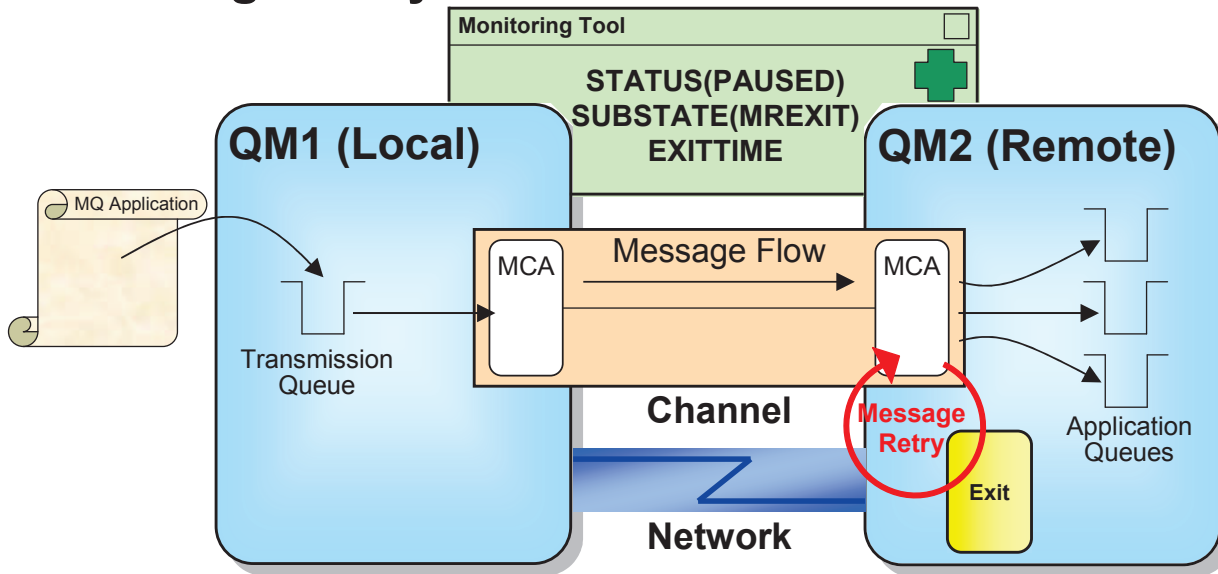 Monitoring Tool
STATUS(PAUSED)
SUBSTATE(MREXIT)
EXITTIME
QM1 (Local)
QM2 (Remote)
MQ Application
MCA
Message Flow
MCA
Transmission
Queue
Channel
Message
Retry
Application
Queues
Exit
Network